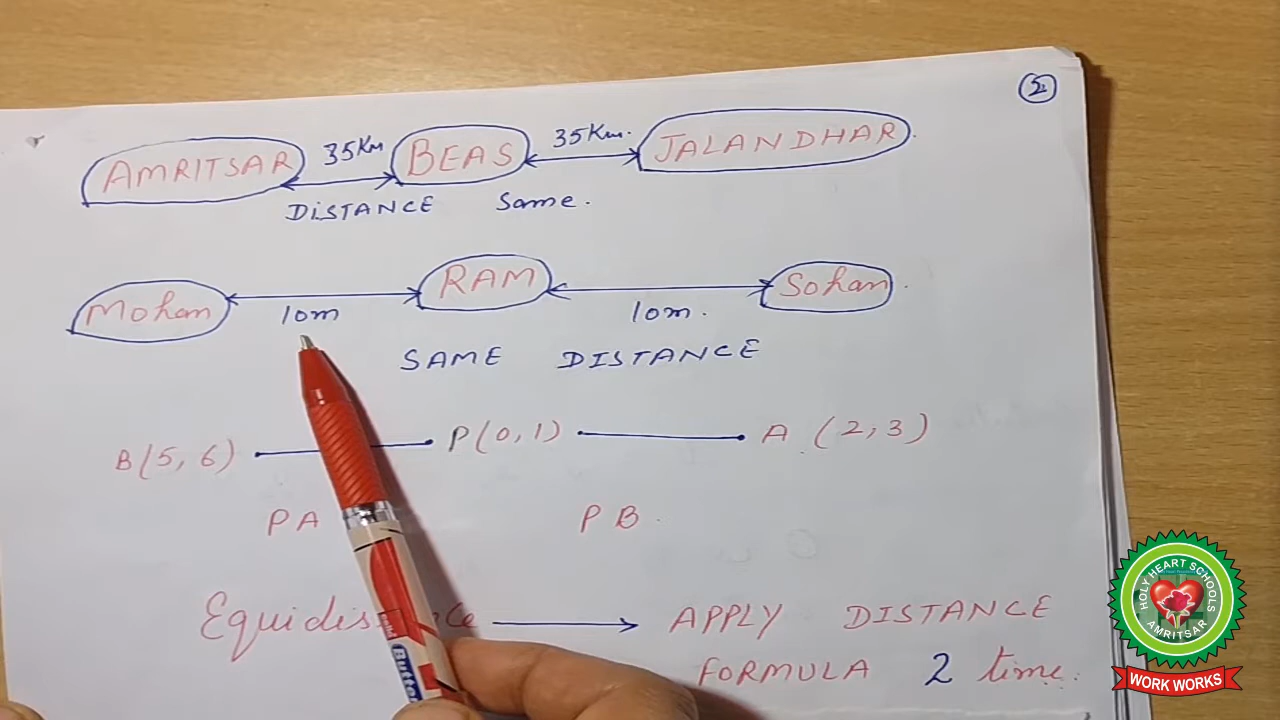 2
AMRITSAR 35Km BEAS 35Km. JALANDHAR.
DISTANCE Same.
Mohan 10m RAM 10m. Sohan.
SAME DISTANCE
B(5,6) P(0,1) A (2,3)
PA PB.
APPLY DISTANCE
FORMULA 2 time.
HOLY HEART SCHOOLS
AMRITSAR
WORK WORKS